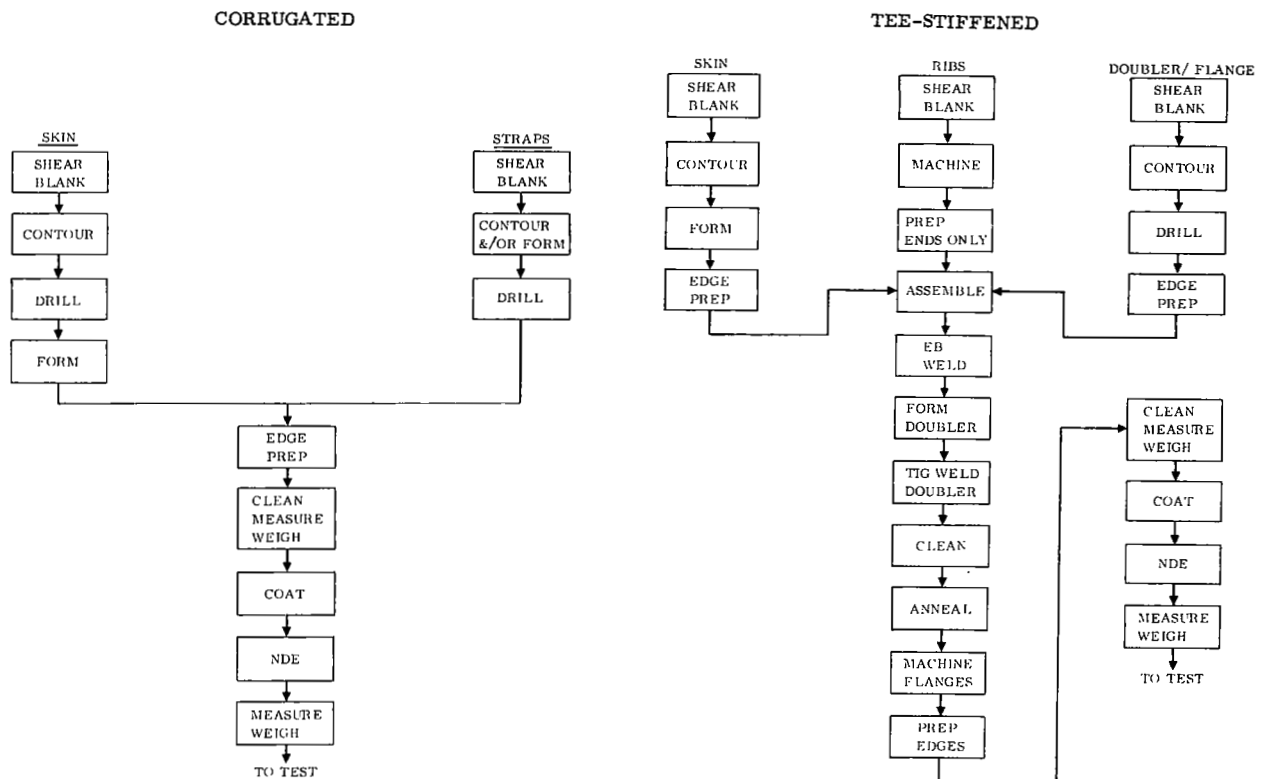 CORRUGATED
SKIN
SHEAR
BLANK
CONTOUR
DRILL
FORM
STRAPS
SHEAR
BLANK
CONTOUR
&/OR FORM
DRILL
EDGE
PREP
CLEAN
MEASURE
WEIGH
COAT
NDE
MEASURE
WEIGH
TO TEST
TEE-STIFFENED
SKIN
SHEAR
BLANK
CONTOUR
FORM
EDGE
PREP
RIBS
SHEAR
BLANK
MACHINE
PREP
ENDS ONLY
ASSEMBLE
DOUBLER/ FLANGE
SHEAR
BLANK
CONTOUR
DRILL
EDGE
PREP
EB
WELD
FORM
DOUBLER
TIG WELD
DOUBLER
CLEAN
ANNEAL
MACHINE
FLANGES
PREP
EDGES
CLEAN
MEASURE
WEIGH
COAT
NDE
MEASURE
WEIGH
TO TEST